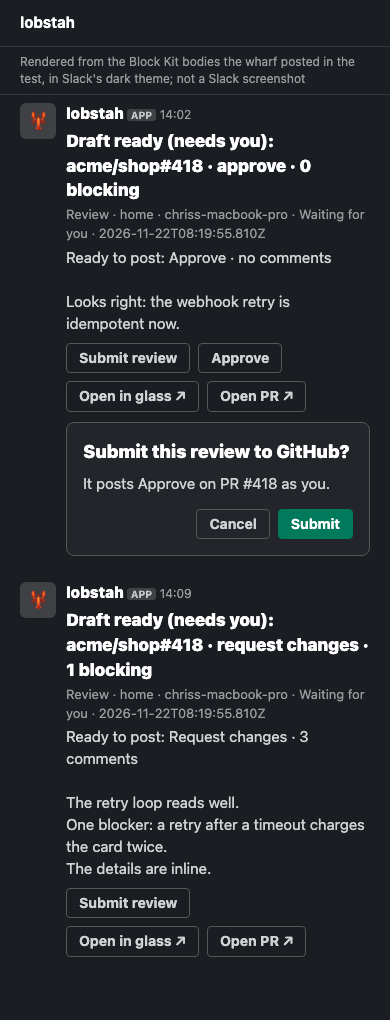 lobstah
Rendered from the Block Kit bodies the wharf posted in the
test, in Slack's dark theme; not a Slack screenshot
lobstah APP 14:02
Draft ready (needs you):
acme/shop#418 · approve · 0
blocking
Review · home · chriss-macbook-pro · Waiting for
you · 2026-11-22T08:19:55.810Z
Ready to post: Approve · no comments
Looks right: the webhook retry is
idempotent now.
Submit review Approve
Open in glass ↗ Open PR ↗
Submit this review to GitHub?
It posts Approve on PR #418 as you.
Cancel Submit
lobstah APP 14:09
Draft ready (needs you):
acme/shop#418 · request changes ·
1 blocking
Review · home · chriss-macbook-pro · Waiting for
you · 2026-11-22T08:19:55.810Z
Ready to post: Request changes · 3
comments
The retry loop reads well.
One blocker: a retry after a timeout charges
the card twice.
The details are inline.
Submit review
Open in glass ↗ Open PR ↗